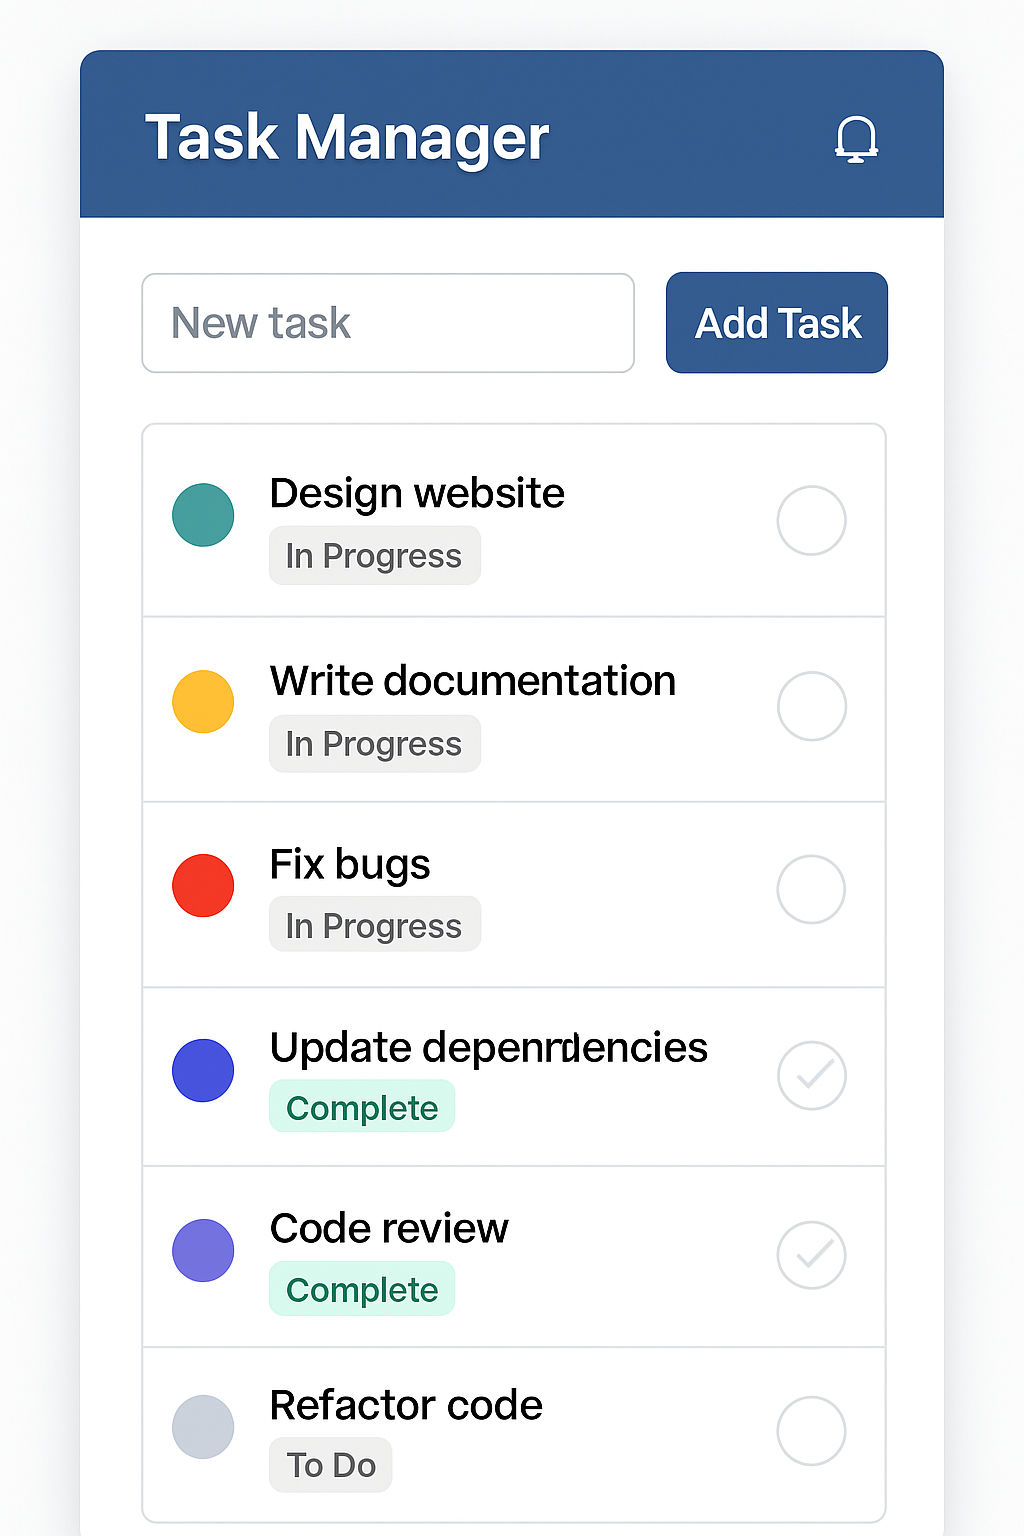 Task Manager
New task
Add Task
Design website
In Progress
Write documentation
In Progress
Fix bugs
In Progress
Update depenrdencies
Complete
Code review
Complete
Refactor code
To Do